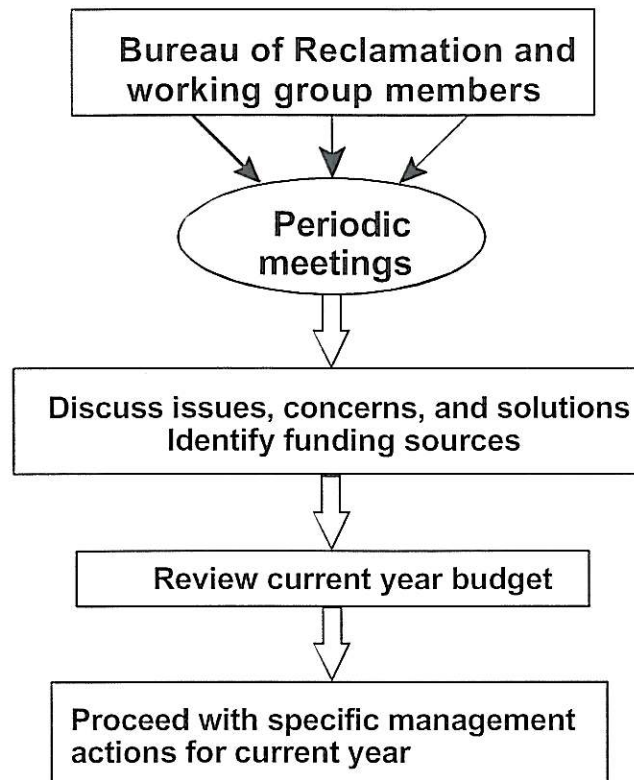 Bureau of Reclamation and
working group members
Periodic
meetings
Discuss issues, concerns, and solutions
Identify funding sources
Review current year budget
Proceed with specific management
actions for current year